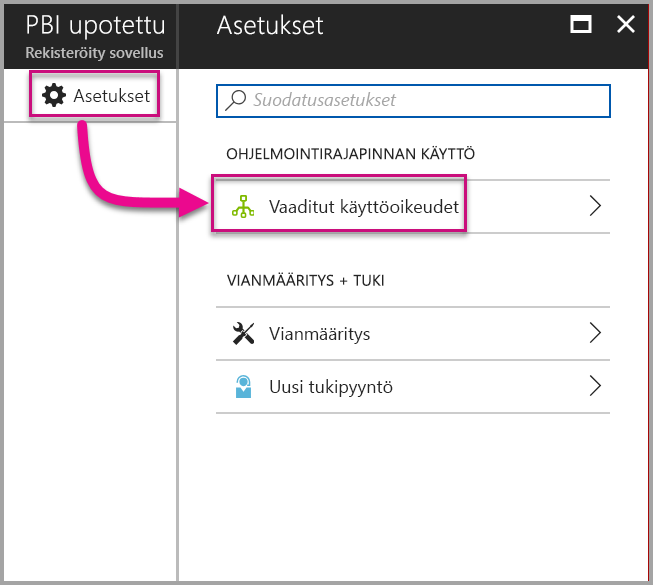 PBI upotettu
Rekisteröity sovellus
Asetukset
Asetukset
Suodatusasetukset
OHJELMOINTIRAJAPINNAN KÄYTTÖ
Vaaditut käyttöoikeudet
VIANMÄÄRITYS + TUKI
Vianmääritys
Uusi tukipyyntö